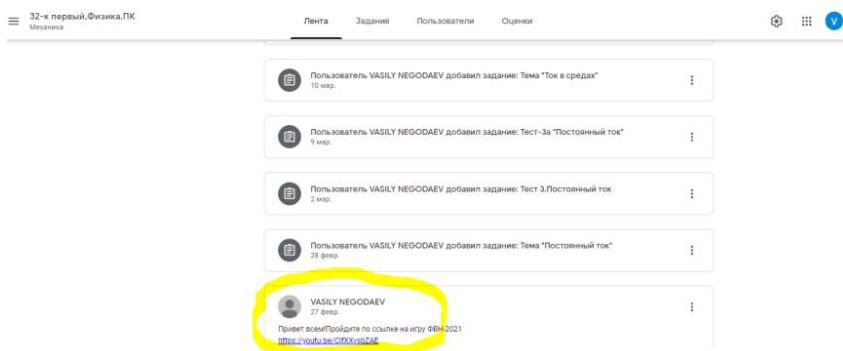 32-к первый,Физика.ПК
Механика
Лента Задания Пользователи Оценки
V
Пользователь VASILY NEGODAEV добавил задание: Тема "Ток в средах"
10 мар.
Пользователь VASILY NEGODAEV добавил задание: Тест-3а "Постоянный ток"
9 мар.
Пользователь VASILY NEGODAEV добавил задание: Тест 3.Постоянный ток
2 мар.
Пользователь VASILY NEGODAEV добавил задание: Тема "Постоянный ток"
28 февр.
VASILY NEGODAEV
27 февр.
Привет всем!Пройдите по ссылке на игру ФВН-2021